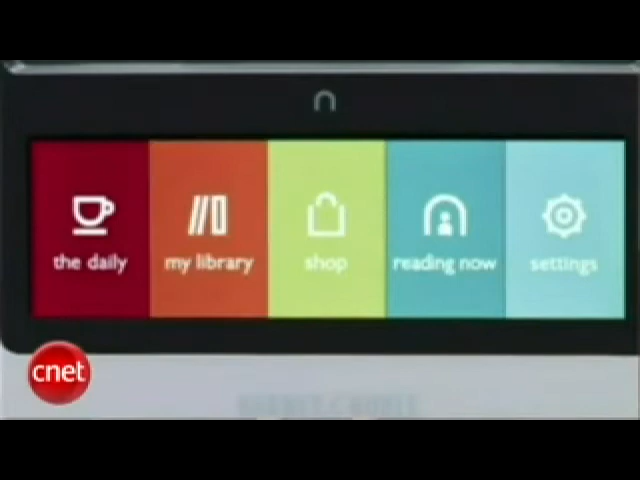 the daily
my library
shop
reading now
settings
cnet